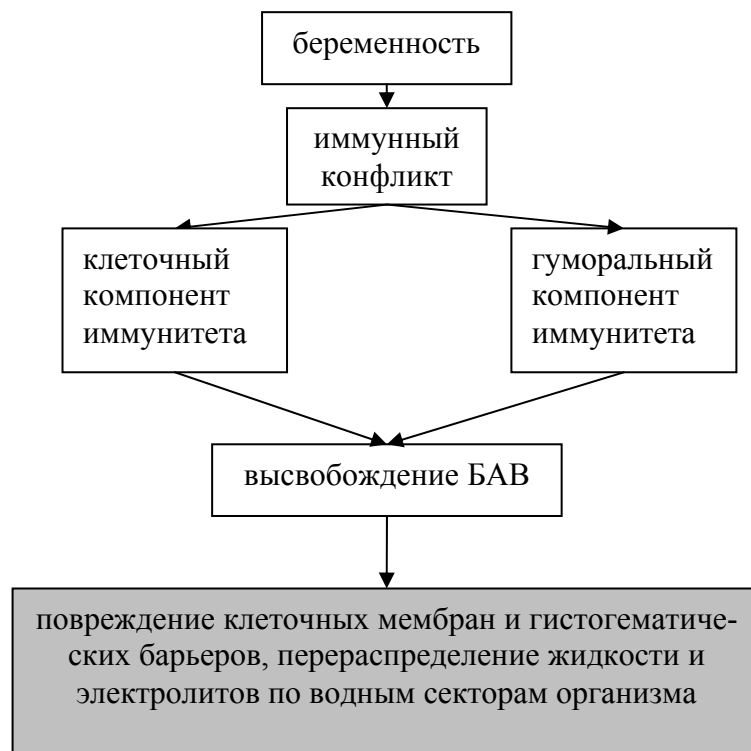 беременность
иммунный
конфликт
клеточный
компонент
иммунитета
гуморальный
компонент
иммунитета
высвобождение БАВ
повреждение клеточных мембран и гистогематиче-
ских барьеров, перераспределение жидкости и
электролитов по водным секторам организма